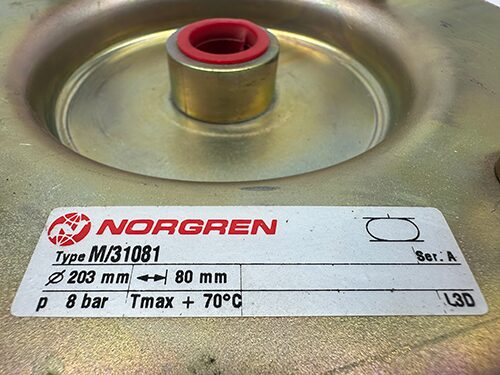 NORGREN
Type M/31081 Ser. A
Ø 203 mm ↔ 80 mm
p 8 bar Tmax + 70°C L3D